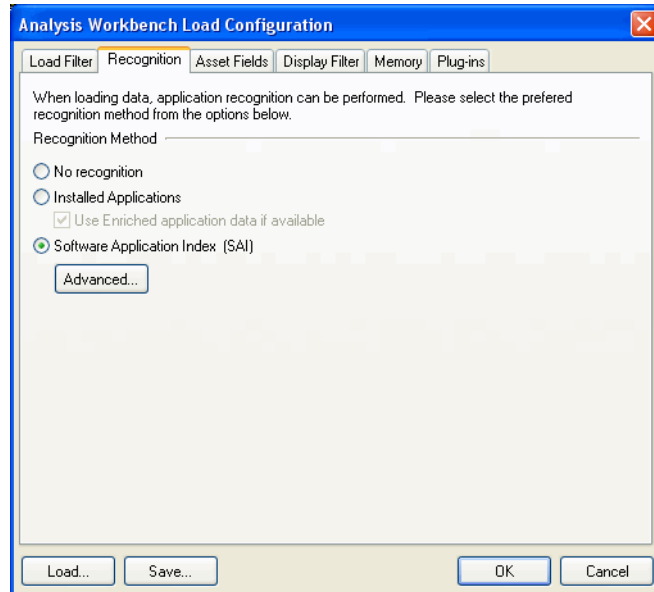 Analysis Workbench Load Configuration
Load Filter Recognition Asset Fields Display Filter Memory Plug-ins
When loading data, application recognition can be performed. Please select the prefered
recognition method from the options below.
Recognition Method
No recognition
Installed Applications
Use Enriched application data if available
Software Application Index (SAI)
Advanced...
Load... Save... OK Cancel